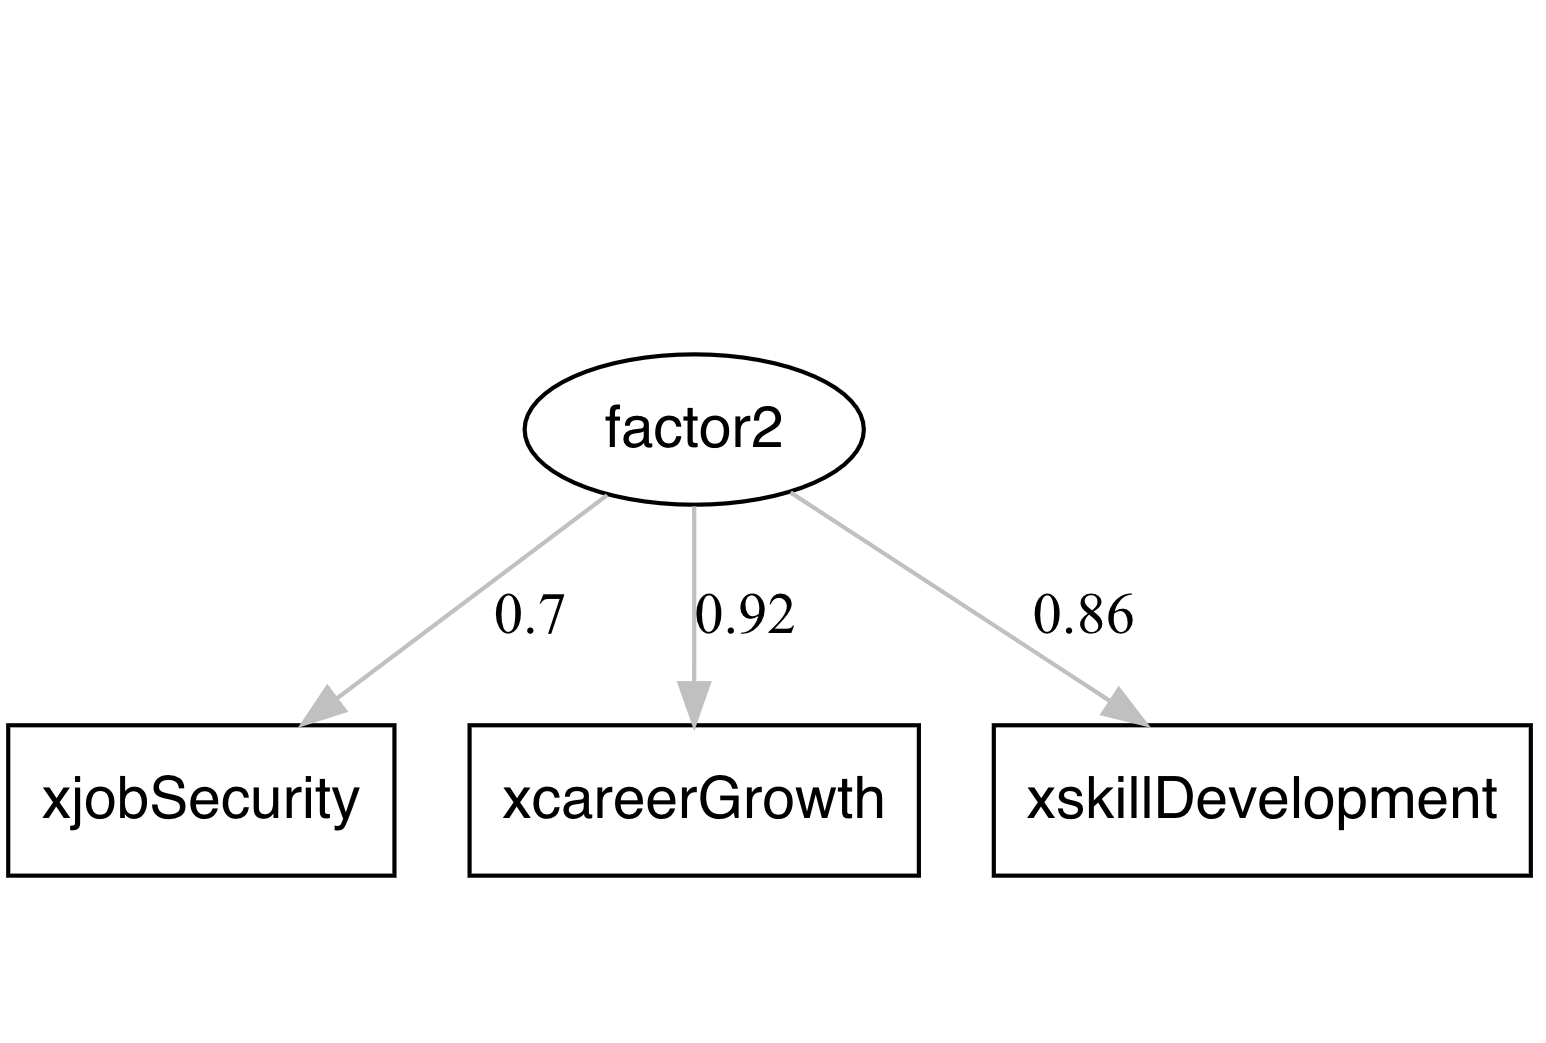 factor2
0.7
0.92
0.86
xjobSecurity
xcareerGrowth
xskillDevelopment